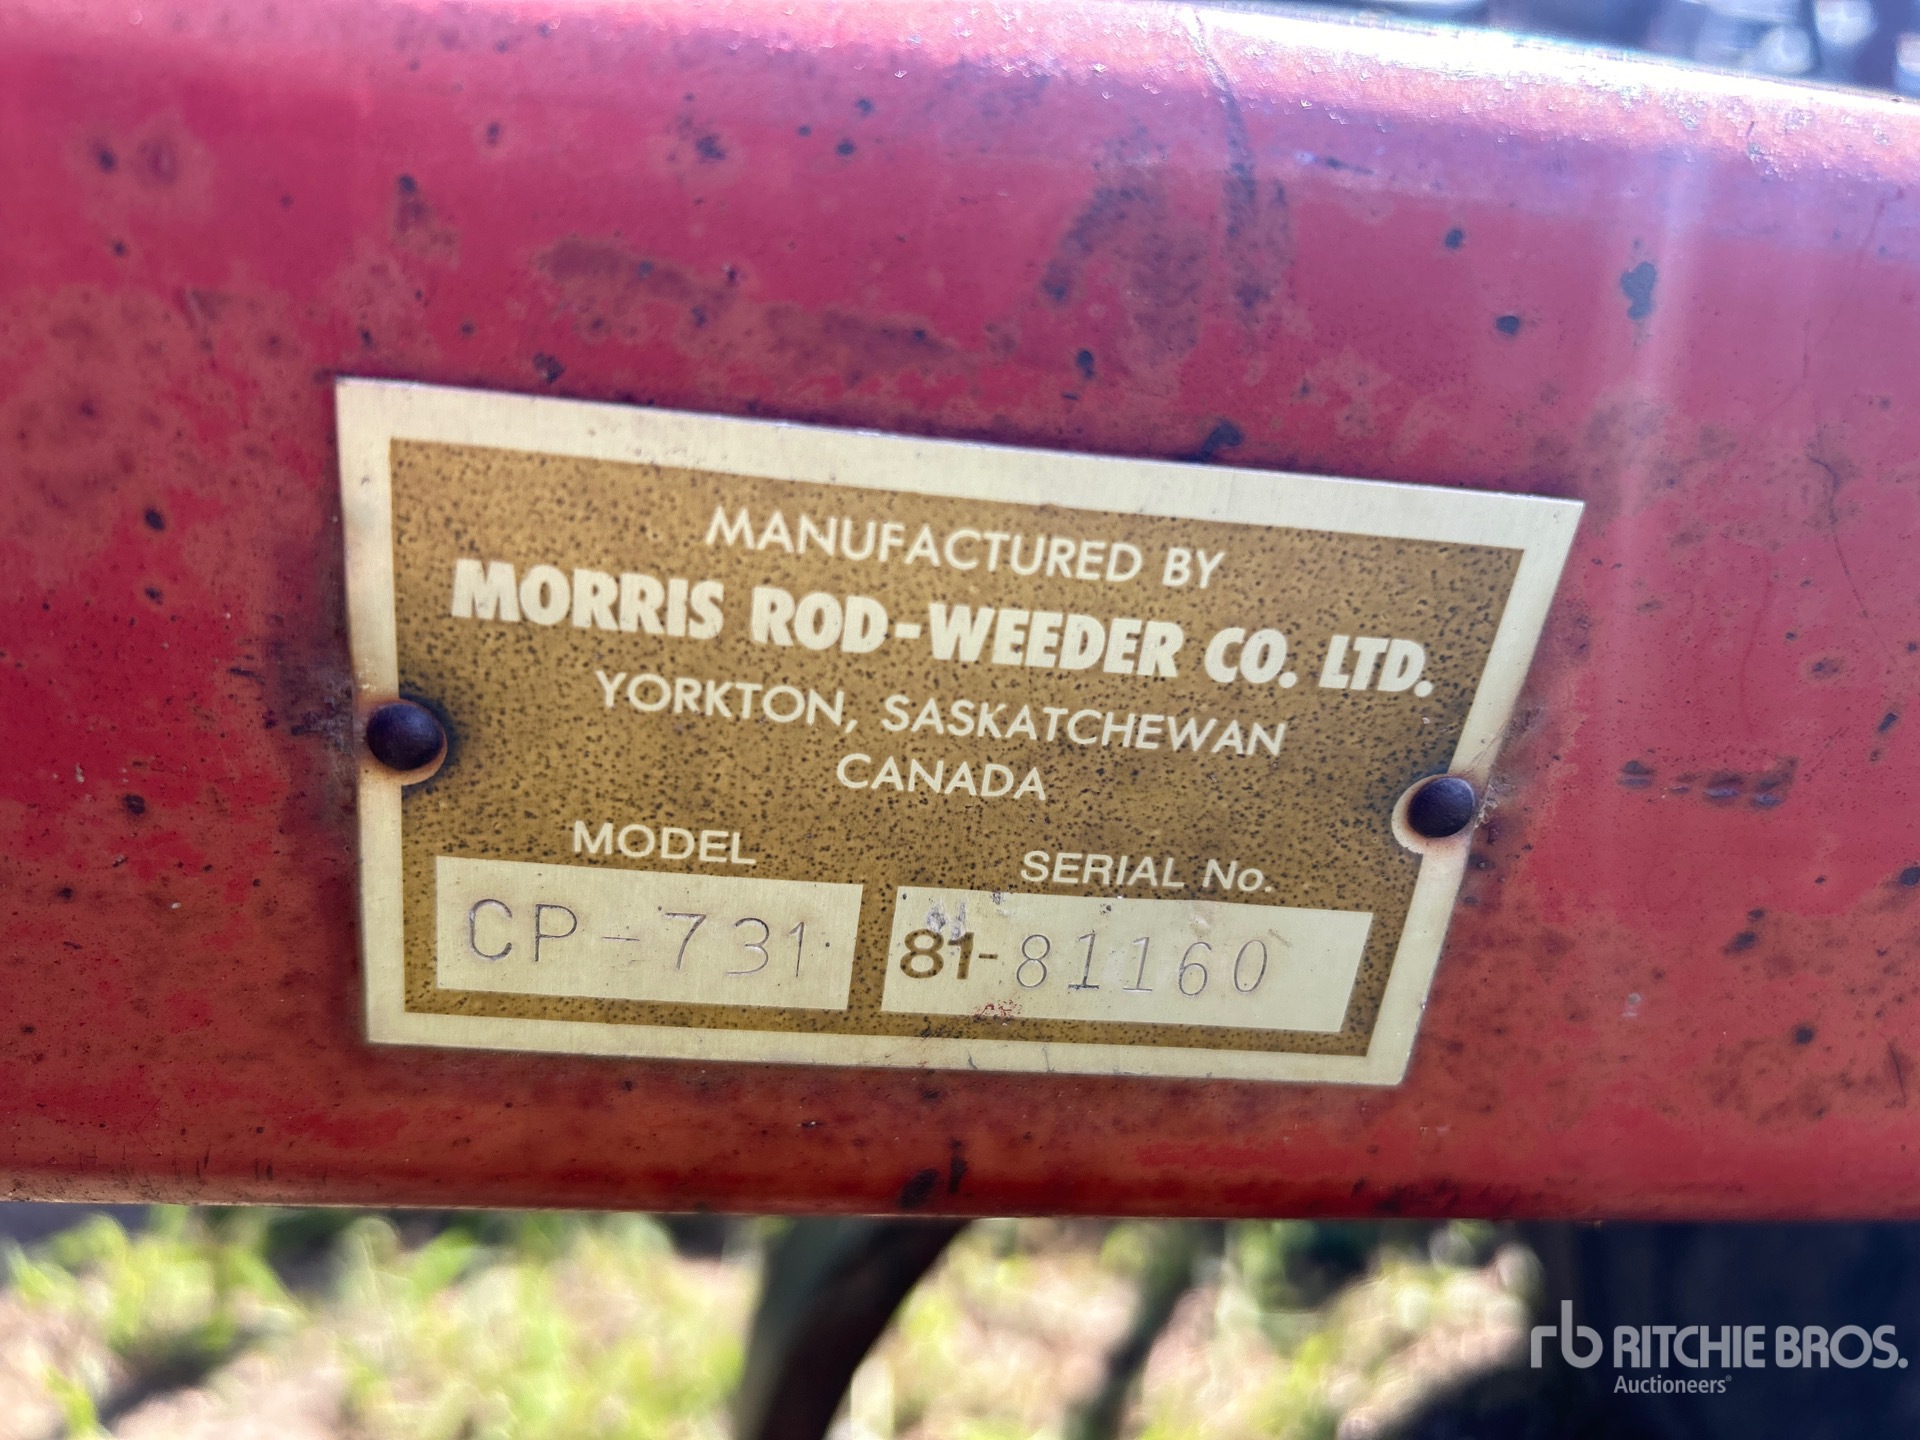 MANUFACTURED BY
MORRIS ROD-WEEDER CO. LTD.
YORKTON, SASKATCHEWAN
CANADA
MODEL
CP-731
SERIAL No.
81-81160
rb RITCHIE BROS.
Auctioneers®